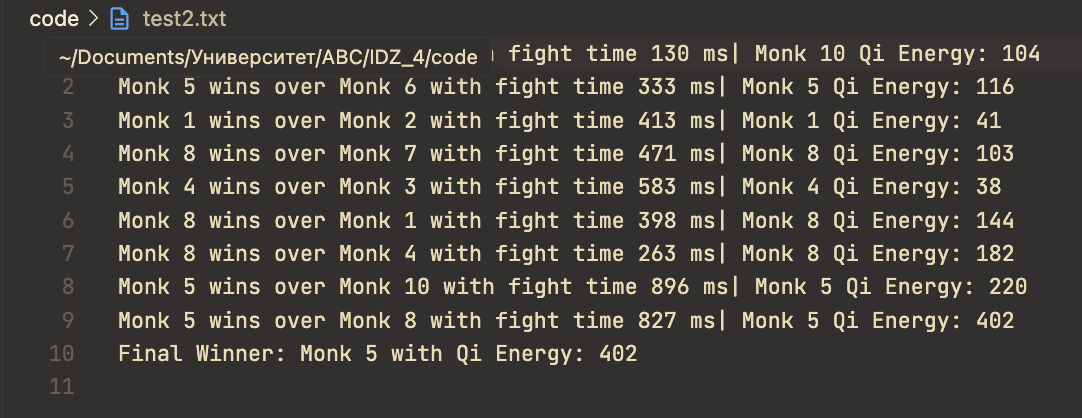 code > test2.txt
~/Documents/Университет/ABC/IDZ_4/code fight time 130 ms| Monk 10 Qi Energy: 104
2 Monk 5 wins over Monk 6 with fight time 333 ms| Monk 5 Qi Energy: 116
3 Monk 1 wins over Monk 2 with fight time 413 ms| Monk 1 Qi Energy: 41
4 Monk 8 wins over Monk 7 with fight time 471 ms| Monk 8 Qi Energy: 103
5 Monk 4 wins over Monk 3 with fight time 583 ms| Monk 4 Qi Energy: 38
6 Monk 8 wins over Monk 1 with fight time 398 ms| Monk 8 Qi Energy: 144
7 Monk 8 wins over Monk 4 with fight time 263 ms| Monk 8 Qi Energy: 182
8 Monk 5 wins over Monk 10 with fight time 896 ms| Monk 5 Qi Energy: 220
9 Monk 5 wins over Monk 8 with fight time 827 ms| Monk 5 Qi Energy: 402
10 Final Winner: Monk 5 with Qi Energy: 402
11